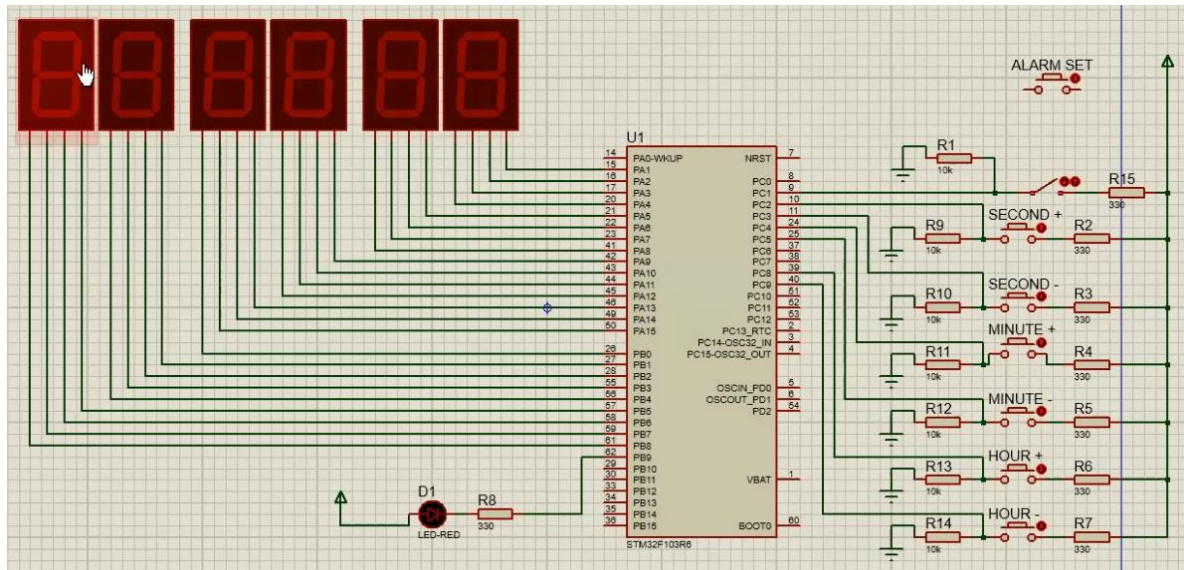 ALARM SET
U1
R1
10k
R15
330
SECOND +
R9
10k
R2
330
SECOND -
R10
10k
R3
330
MINUTE +
R11
10k
R4
330
MINUTE -
R12
10k
R5
330
HOUR +
R13
10k
R6
330
HOUR -
R14
10k
R7
330
14 PA0-WKUP
15 PA1
16 PA2
17 PA3
20 PA4
21 PA5
22 PA6
23 PA7
41 PA8
42 PA9
43 PA10
44 PA11
45 PA12
46 PA13
49 PA14
50 PA15
26 PB0
27 PB1
28 PB2
55 PB3
56 PB4
57 PB5
58 PB6
59 PB7
61 PB8
62 PB9
29 PB10
30 PB11
33 PB12
34 PB13
35 PB14
36 PB15
NRST 7
PC0 8
PC1 9
PC2 10
PC3 11
PC4 24
PC5 25
PC6 37
PC7 38
PC8 39
PC9 40
PC10 51
PC11 52
PC12 53
PC13_RTC 2
PC14-OSC32_IN 3
PC15-OSC32_OUT 4
OSCIN_PD0 5
OSCOUT_PD1 6
PD2 54
VBAT 1
BOOT0 60
STM32F103R6
D1
LED-RED
R8
330